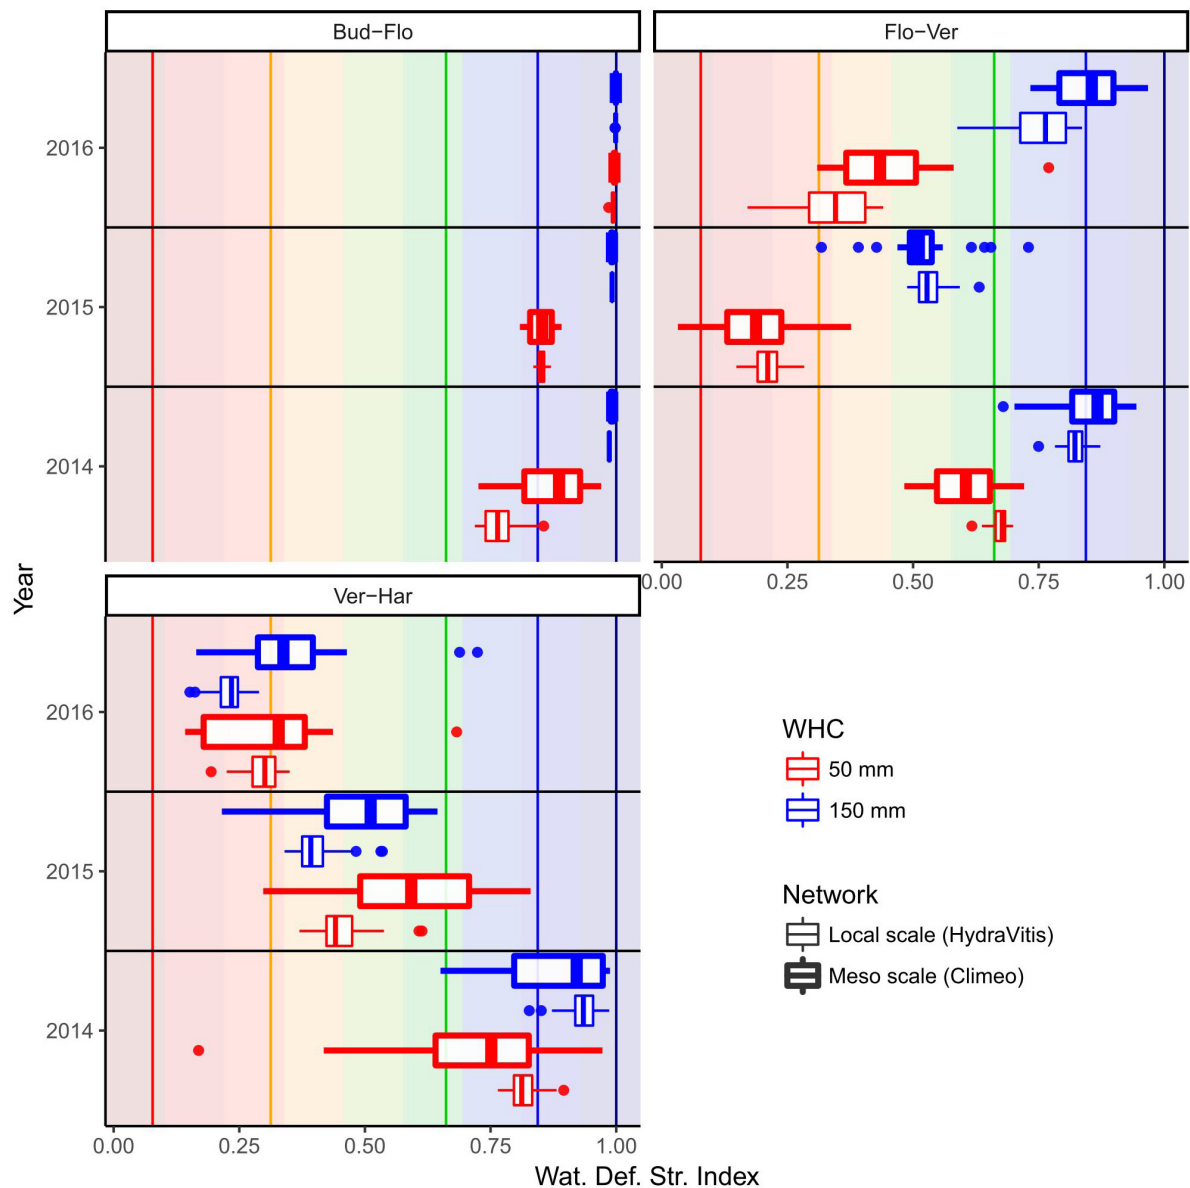 Bud−Flo
Flo−Ver
2016
2015
2014
0.00 0.25 0.50 0.75 1.00
Year
Ver−Har
2016
2015
2014
0.00 0.25 0.50 0.75 1.00
Wat. Def. Str. Index
WHC
50 mm
150 mm
Network
Local scale (HydraVitis)
Meso scale (Climeo)